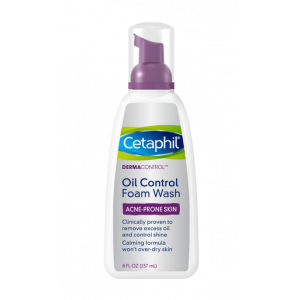 Cetaphil®
DERMACONTROL™
Oil Control
Foam Wash
ACNE-PRONE SKIN
Clinically proven to
remove excess oil
and control shine
Calming formula
won't over-dry skin
8 FL OZ (237 mL)